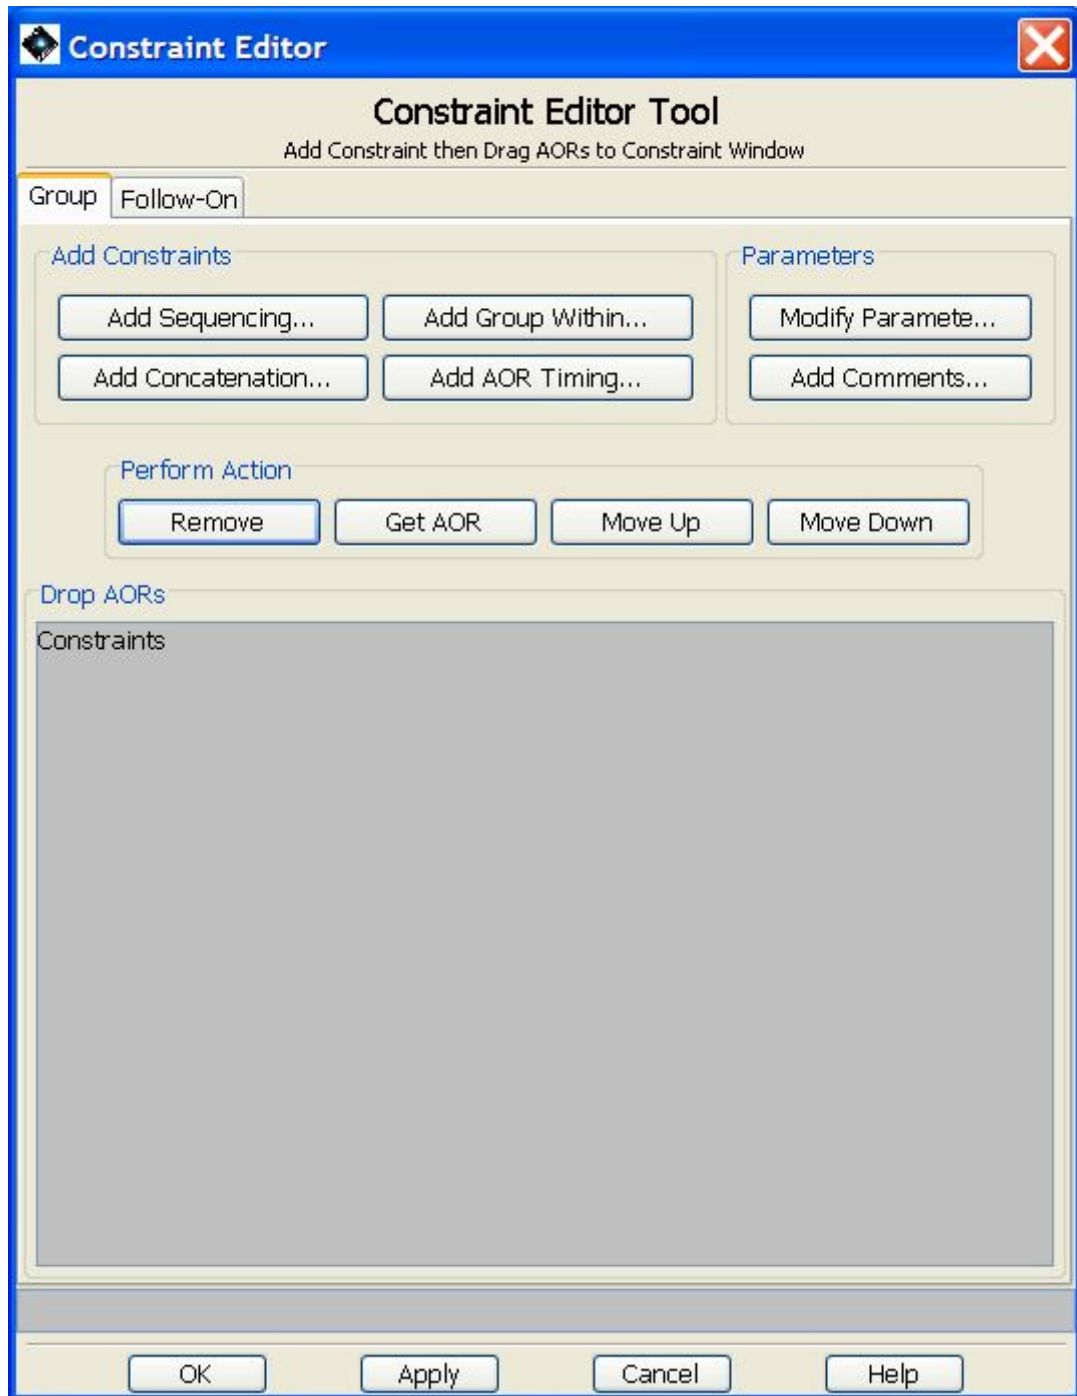 Constraint Editor
Constraint Editor Tool
Add Constraint then Drag AORs to Constraint Window
Group Follow-On
Add Constraints
Parameters
Add Sequencing... Add Group Within... Modify Paramete...
Add Concatenation... Add AOR Timing... Add Comments...
Perform Action
Remove Get AOR Move Up Move Down
Drop AORs
Constraints
OK Apply Cancel Help